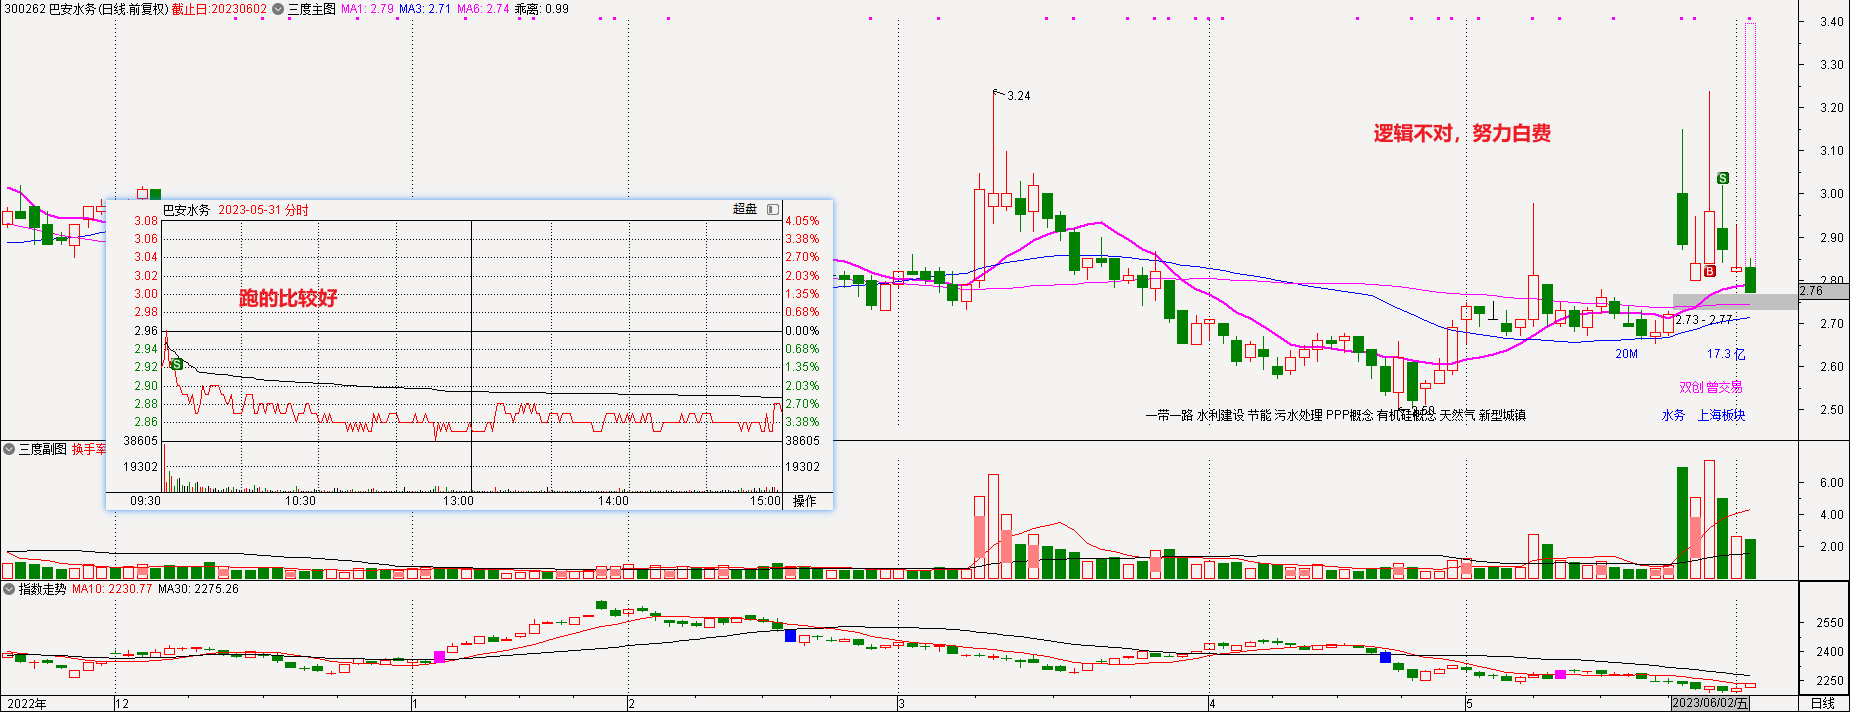 300262 巴安水务(日线.前复权) 截止日:20230602 三度主图 MA1: 2.79 MA3: 2.71 MA6: 2.74 乖离: 0.99
3.40
3.30
3.20
3.10
3.00
2.90
2.80
2.76
2.70
2.60
2.50
3.24
逻辑不对，努力白费
S
B
2.73 - 2.77
20M 17.3 亿
双创曾交易
水务 上海板块
一带一路 水利建设 节能 污水处理 PPP概念 有机硅概念 天然气 新型城镇
巴安水务 2023-05-31 分时 超盘
3.08 4.05%
3.06 3.38%
3.04 2.70%
3.02 2.03%
3.00 1.35%
2.98 0.68%
2.96 0.00%
2.94 0.68%
2.92 1.35%
2.90 2.03%
2.88 2.70%
2.86 3.38%
38605 38605
19302 19302
跑的比较好
S
09:30 10:30 13:00 14:00 15:00 操作
三度副图 换手率
6.00
4.00
2.00
指数走势 MA10: 2230.77 MA30: 2275.26
2550
2400
2250
2022年 12 1 2 3 4 5 2023/06/02/五 日线